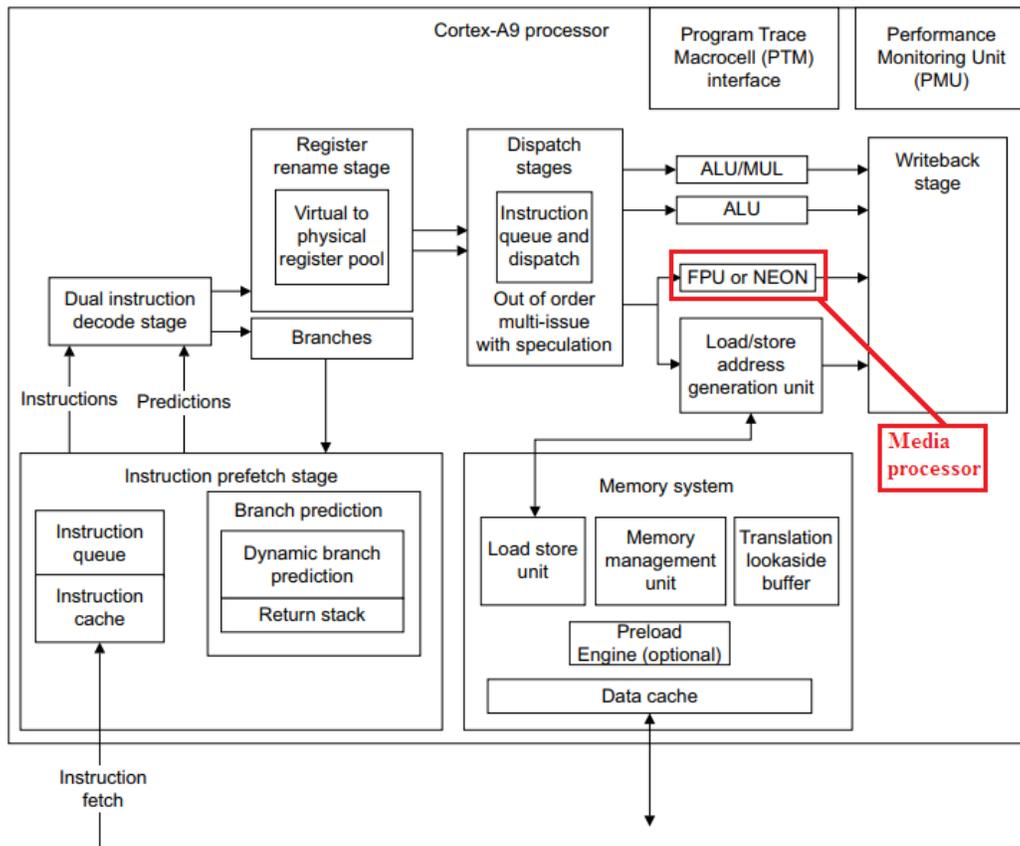 Cortex-A9 processor
Program Trace
Macrocell (PTM)
interface
Performance
Monitoring Unit
(PMU)
Register
rename stage
Virtual to
physical
register pool
Dispatch
stages
Instruction
queue and
dispatch
Out of order
multi-issue
with speculation
ALU/MUL
ALU
FPU or NEON
Load/store
address
generation unit
Writeback
stage
Dual instruction
decode stage
Branches
Instructions
Predictions
Media
processor
Instruction prefetch stage
Instruction
queue
Instruction
cache
Branch prediction
Dynamic branch
prediction
Return stack
Memory system
Load store
unit
Memory
management
unit
Translation
lookaside
buffer
Preload
Engine (optional)
Data cache
Instruction
fetch